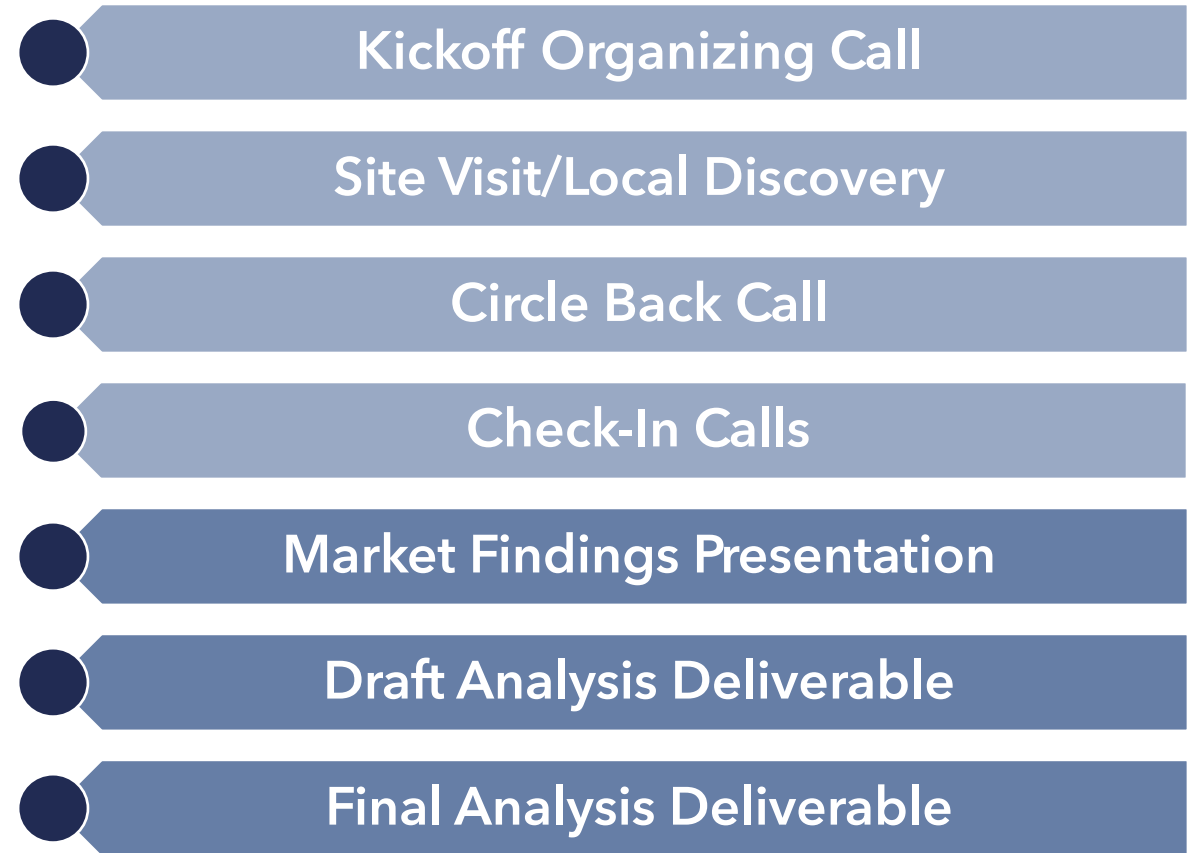 Kickoff Organizing Call
Site Visit/Local Discovery
Circle Back Call
Check-In Calls
Market Findings Presentation
Draft Analysis Deliverable
Final Analysis Deliverable